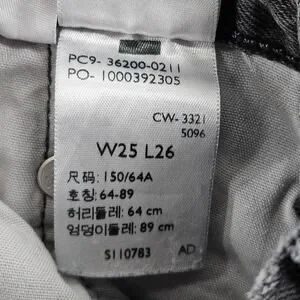 PC9- 36200-0211
PO- 1000392305
CW- 3321
5096
W25 L26
尺码: 150/64A
호칭: 64-89
허리둘레: 64 cm
엉덩이둘레: 89 cm
S110783 AD